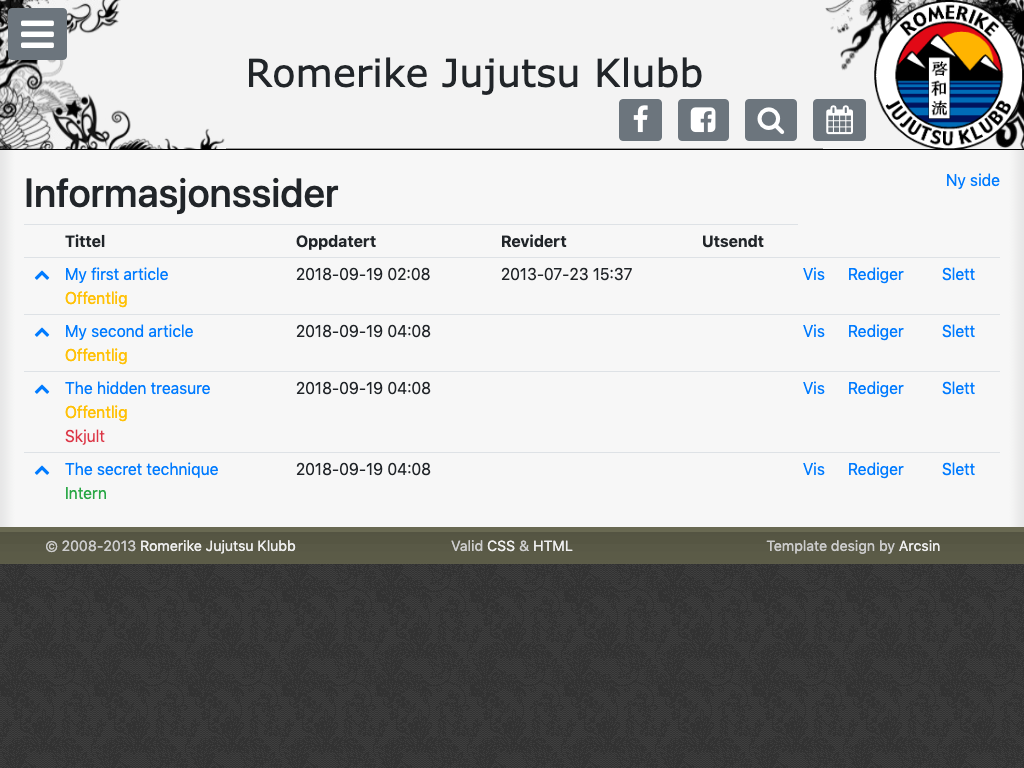 Romerike Jujutsu Klubb
ROMERIKE
啓和流
JUJUTSU KLUBB
Informasjonssider
Ny side
Tittel Oppdatert Revidert Utsendt
My first article 2018-09-19 02:08 2013-07-23 15:37 Vis Rediger Slett
Offentlig
My second article 2018-09-19 04:08 Vis Rediger Slett
Offentlig
The hidden treasure 2018-09-19 04:08 Vis Rediger Slett
Offentlig
Skjult
The secret technique 2018-09-19 04:08 Vis Rediger Slett
Intern
© 2008-2013 Romerike Jujutsu Klubb Valid CSS & HTML Template design by Arcsin